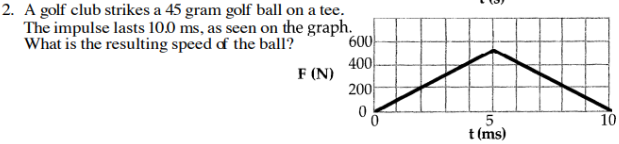 t (s)
2. A golf club strikes a 45 gram golf ball on a tee.
The impulse lasts 10.0 ms, as seen on the graph.
What is the resulting speed of the ball?
600
400
F (N)
200
0
0 5 10
t (ms)